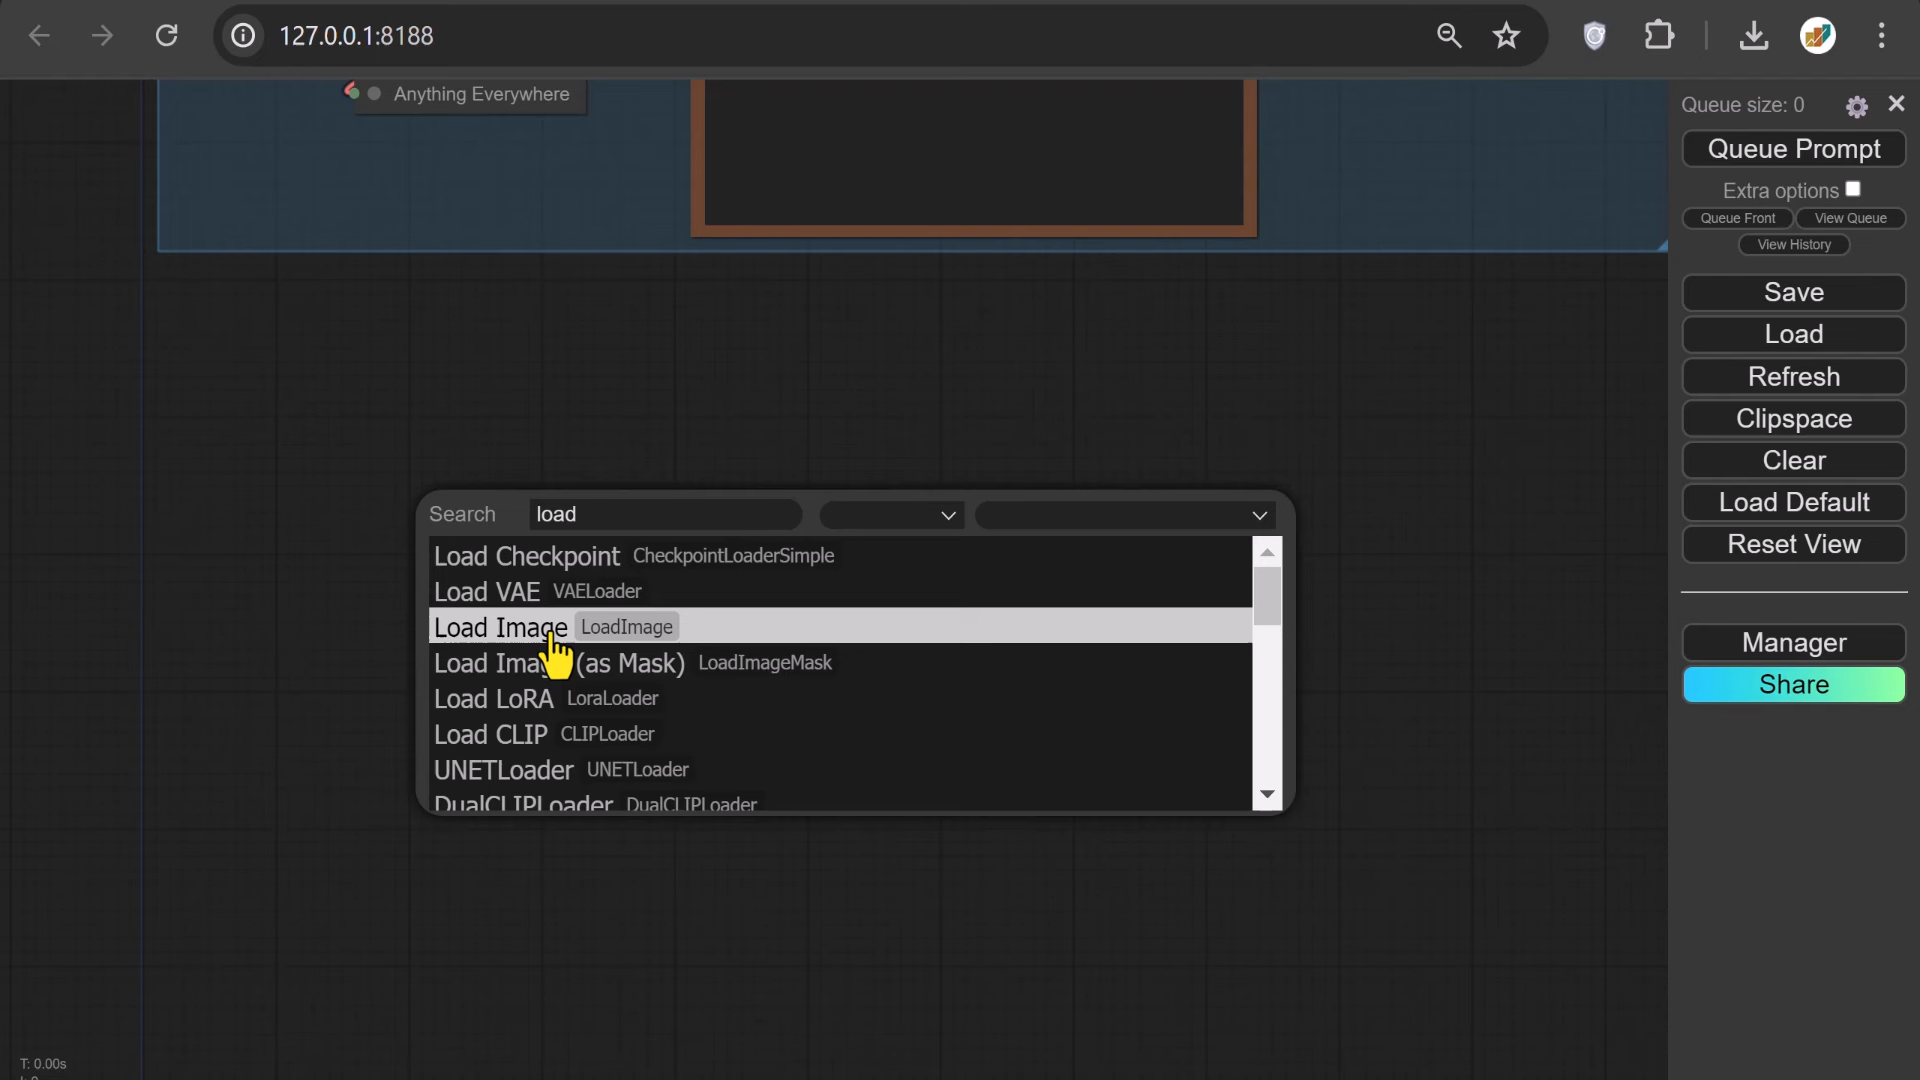 127.0.0.1:8188
Anything Everywhere
Queue size: 0
Queue Prompt
Extra options
Queue Front
View Queue
View History
Save
Load
Refresh
Clipspace
Clear
Load Default
Reset View
Manager
Share
Search load
Load Checkpoint CheckpointLoaderSimple
Load VAE VAELoader
Load Image LoadImage
Load Image (as Mask) LoadImageMask
Load LoRA LoraLoader
Load CLIP CLIPLoader
UNETLoader UNETLoader
DualCLIPLoader DualCLIPLoader
T: 0.00s